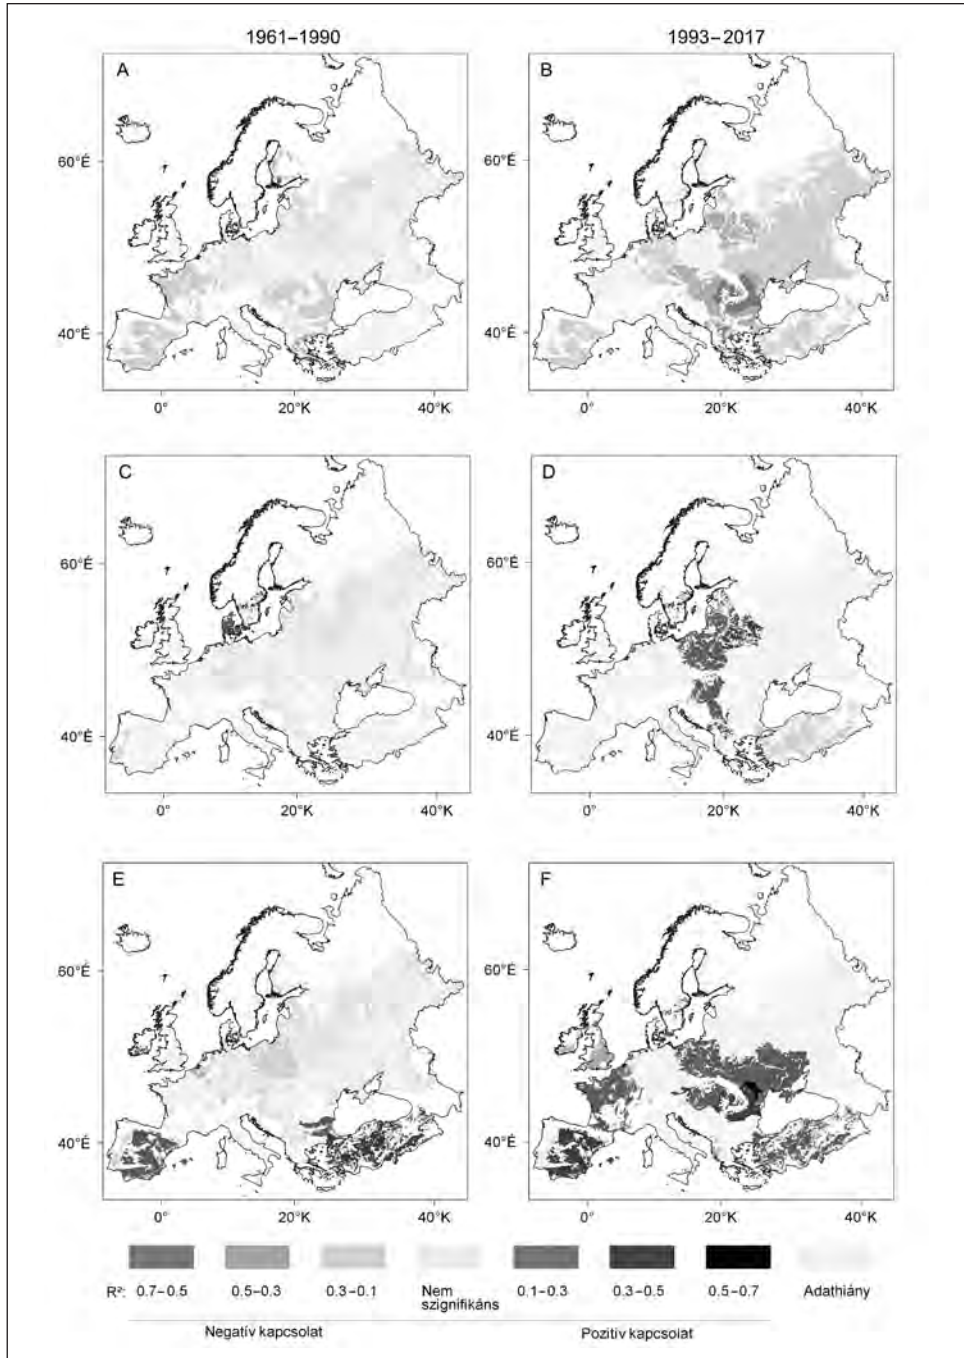 1961–1990
1993–2017
A
B
60°É
60°É
40°É
40°É
0°
20°K
40°K
0°
20°K
40°K
C
D
60°É
60°É
40°É
40°É
0°
20°K
40°K
0°
20°K
40°K
E
F
60°É
60°É
40°É
40°É
0°
20°K
40°K
0°
20°K
40°K
R²: 0.7–0.5
0.5–0.3
0.3–0.1
Nem
szignifikáns
0.1–0.3
0.3–0.5
0.5–0.7
Adathiány
Negatív kapcsolat
Pozitív kapcsolat